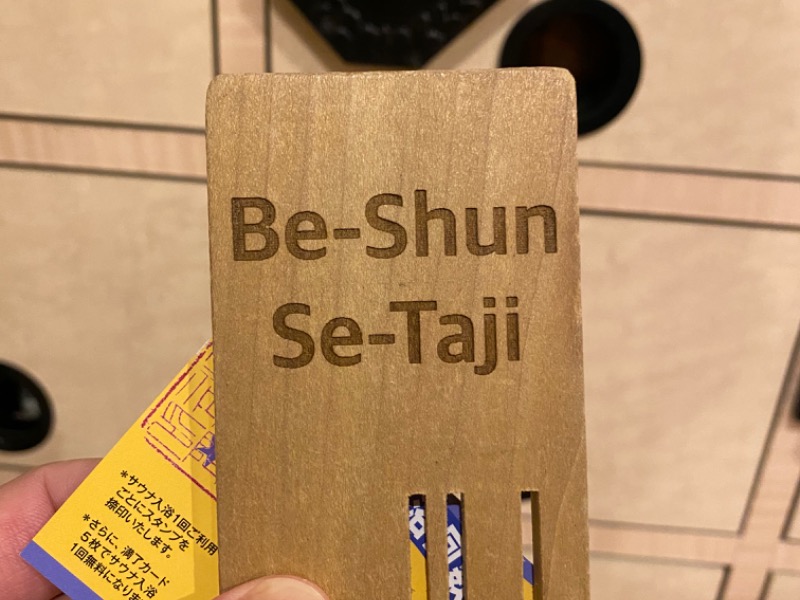 Be-Shun
Se-Taji
*サウナ入浴1回ご利用
ごとにスタンプを
捺印いたします。
*さらに、満了カード
5枚でサウナ入浴
1回無料になりま